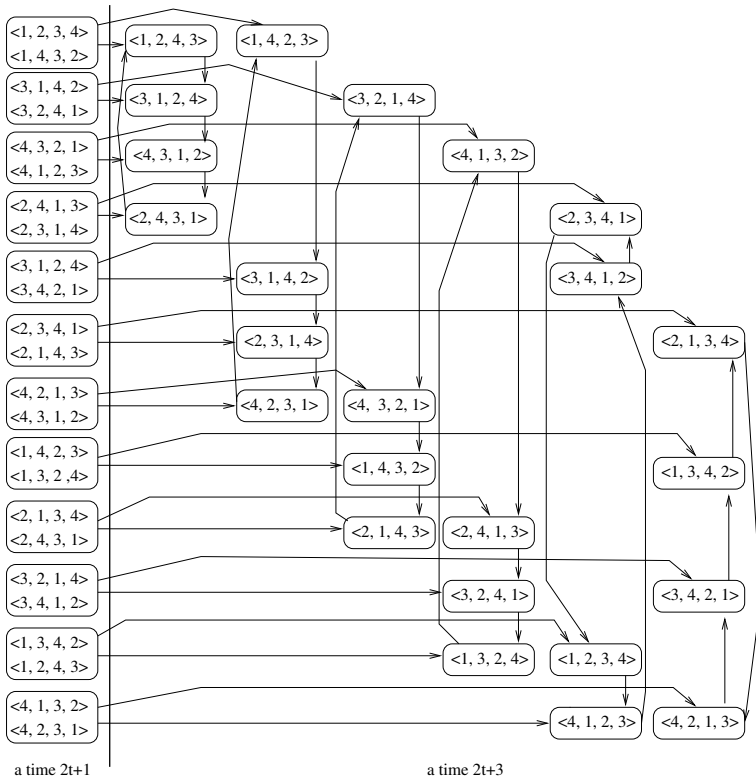 <1, 2, 3, 4>
<1, 4, 3, 2>
<1, 2, 4, 3>
<1, 4, 2, 3>
<3, 1, 4, 2>
<3, 2, 4, 1>
<3, 1, 2, 4>
<3, 2, 1, 4>
<4, 3, 2, 1>
<4, 1, 2, 3>
<4, 3, 1, 2>
<4, 1, 3, 2>
<2, 4, 1, 3>
<2, 3, 1, 4>
<2, 4, 3, 1>
<2, 3, 4, 1>
<3, 1, 2, 4>
<3, 4, 2, 1>
<3, 1, 4, 2>
<3, 4, 1, 2>
<2, 3, 4, 1>
<2, 1, 4, 3>
<2, 3, 1, 4>
<2, 1, 3, 4>
<4, 2, 1, 3>
<4, 3, 1, 2>
<4, 2, 3, 1>
<4, 3, 2, 1>
<1, 4, 2, 3>
<1, 3, 2 ,4>
<1, 4, 3, 2>
<1, 3, 4, 2>
<2, 1, 3, 4>
<2, 4, 3, 1>
<2, 1, 4, 3>
<2, 4, 1, 3>
<3, 2, 1, 4>
<3, 4, 1, 2>
<3, 2, 4, 1>
<3, 4, 2, 1>
<1, 3, 4, 2>
<1, 2, 4, 3>
<1, 3, 2, 4>
<1, 2, 3, 4>
<4, 1, 3, 2>
<4, 2, 3, 1>
<4, 1, 2, 3>
<4, 2, 1, 3>
a time 2t+1
a time 2t+3